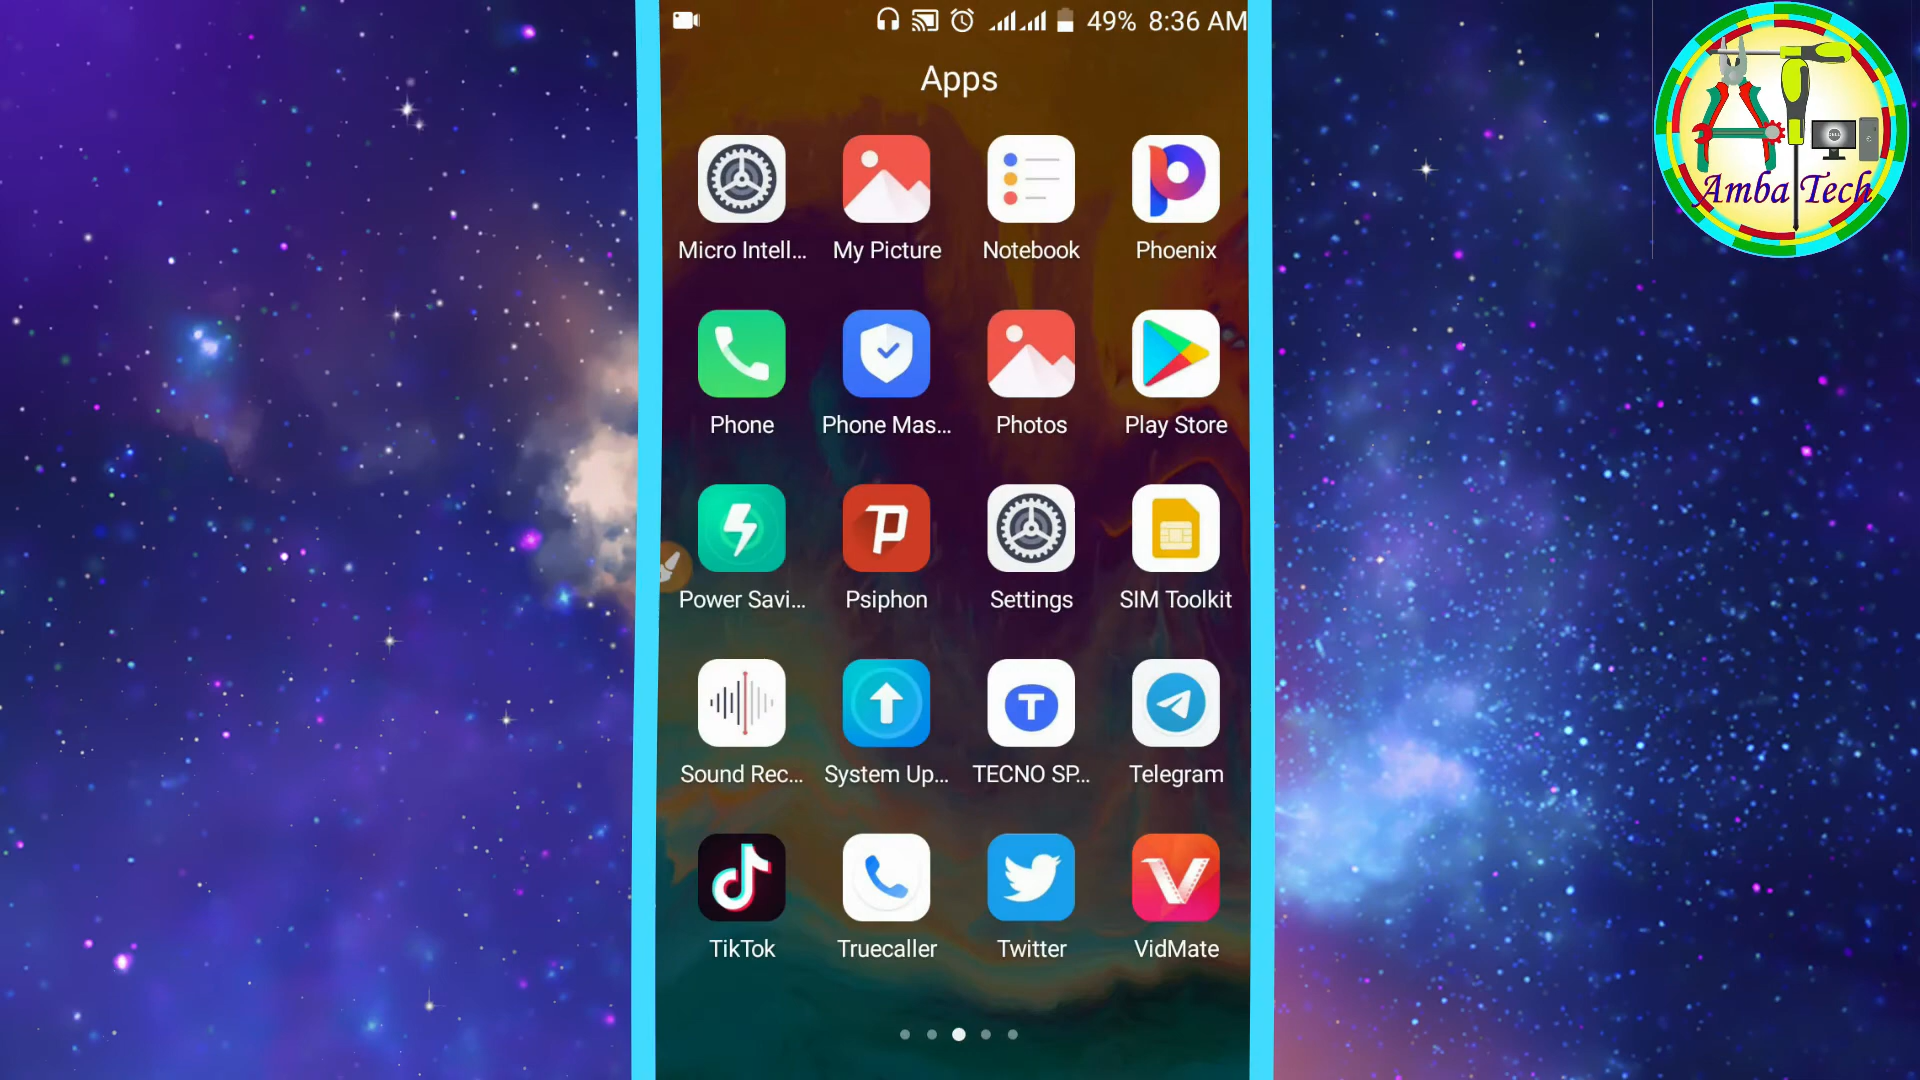 49% 8:36 AM
Apps
Micro Intell...
My Picture
Notebook
Phoenix
Phone
Phone Mas...
Photos
Play Store
Power Savi...
Psiphon
Settings
SIM Toolkit
Sound Rec...
System Up...
TECNO SP...
Telegram
TikTok
Truecaller
Twitter
VidMate
Amba Tech